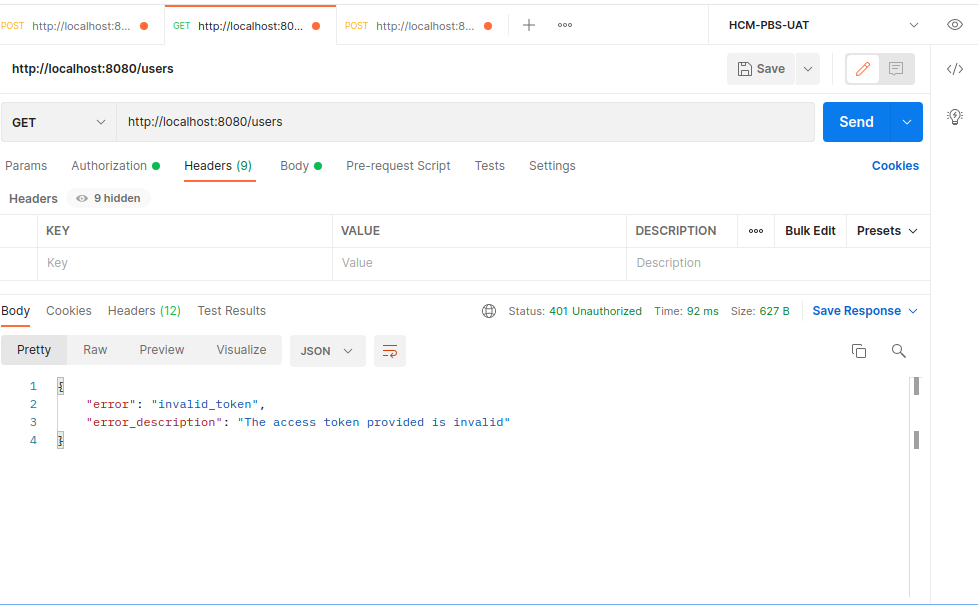 POST http://localhost:8... GET http://localhost:80... POST http://localhost:8... HCM-PBS-UAT
http://localhost:8080/users Save
GET http://localhost:8080/users Send
Params Authorization Headers (9) Body Pre-request Script Tests Settings Cookies
Headers 9 hidden
KEY VALUE DESCRIPTION Bulk Edit Presets
Key Value Description
Body Cookies Headers (12) Test Results Status: 401 Unauthorized Time: 92 ms Size: 627 B Save Response
Pretty Raw Preview Visualize JSON
1 {
2 "error": "invalid_token",
3 "error_description": "The access token provided is invalid"
4 }